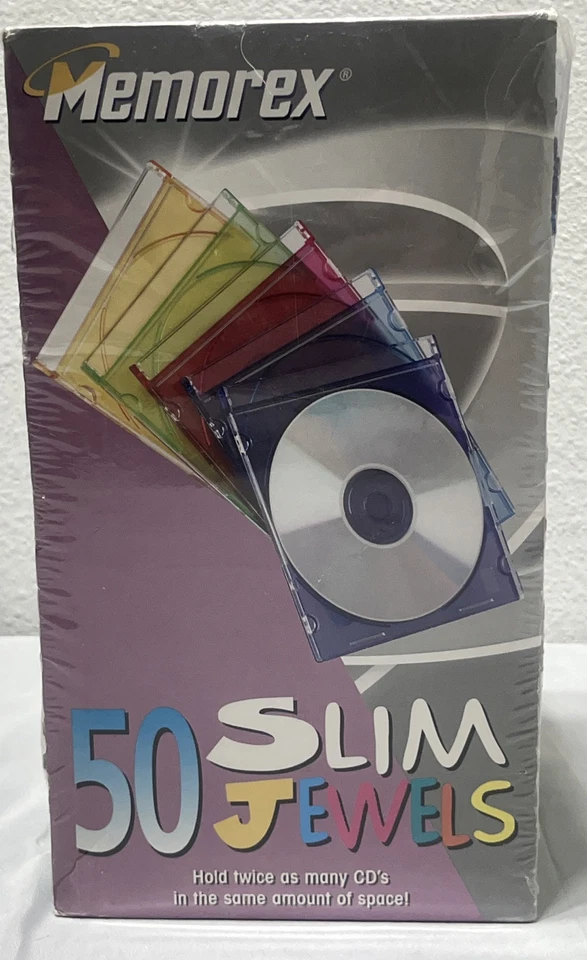 Memorex®
50 SLIM
JEWELS
Hold twice as many CD's
in the same amount of space!